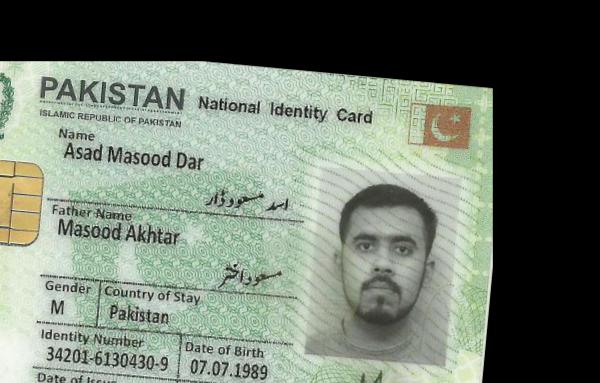 PAKISTAN National Identity Card
ISLAMIC REPUBLIC OF PAKISTAN
Name
Asad Masood Dar
اسد مسعود ڈار
Father Name
Masood Akhtar
مسعود اختر
Gender Country of Stay
M Pakistan
Identity Number Date of Birth
34201-6130430-9 07.07.1989
Date of